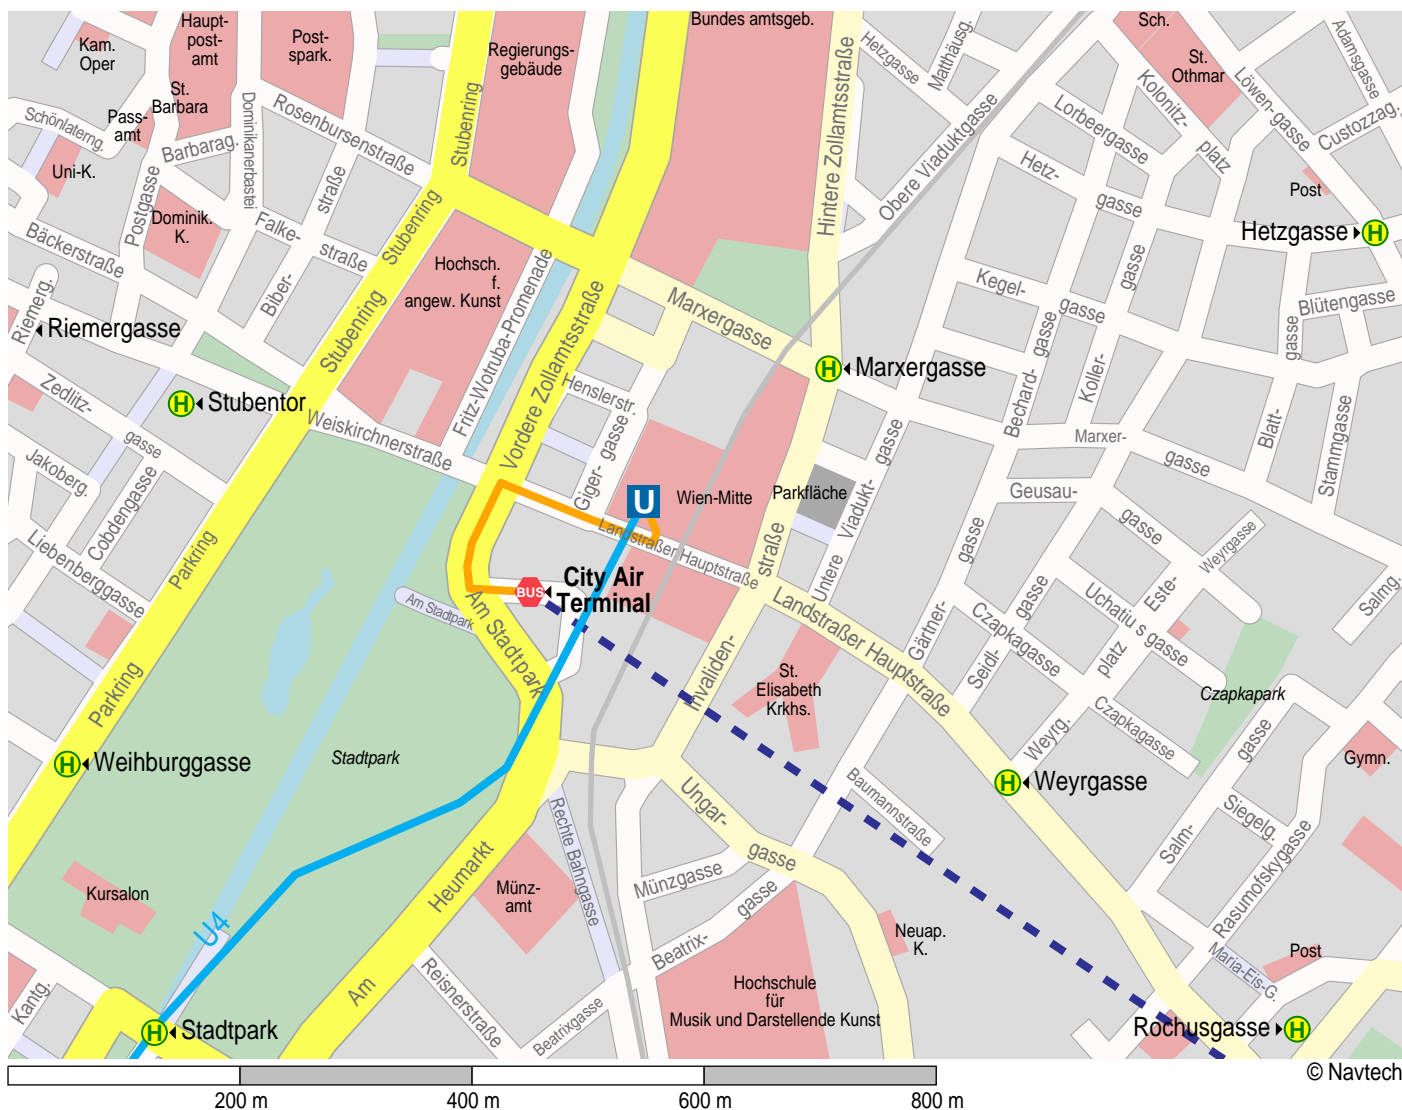 Kam.
Oper
Haupt-
post-
amt
Post-
spark.
Stubenring
Regierungs-
gebäude
Bundes amtsgeb.
Hetzgasse
Matthäusg.
Sch.
St.
Othmar
Adamsgasse
St.
Barbara
Pass-
amt
Schönlaterng.
Barbarag.
Rosenbursenstraße
Dominikanerbastei
Hintere Zollamtsstraße
Obere Viaduktgasse
Lorbeergasse
Kolonitz-
platz
Löwen-gasse
Custozzag.
Uni-K.
Postgasse
Dominik.
K.
Falke-
straße
straße
Biber-
Stubenring
Hetz-
gasse
Post
Hetzgasse
H
Bäckerstraße
Riemerg.
Riemergasse
Hochsch.
f.
angew. Kunst
Fritz-Wotruba-Promenade
Vordere Zollamtsstraße
Marxergasse
Kegel-
gasse
gasse
Blütengasse
gasse
Stubenring
H
Marxergasse
Bechard-
gasse
Koller-
Zedlitz-
gasse
H
Stubentor
Weiskirchnerstraße
Henslerstr.
Giger- gasse
gasse
Viadukt-
Untere
Marxer-
gasse
Blatt-
Stammgasse
Jakoberg.
Cobdengasse
Liebenberggasse
Parkring
U
Wien-Mitte
Parkfläche
Geusau-
gasse
Weyrgasse
Landstraßer Hauptstraße
straße
gasse
BUS
City Air
Terminal
Am Stadtpark
Am Stadtpark
Landstraßer Hauptstraße
Gärtner-
Czapkagasse
gasse
Seidl-
Uchatiu s gasse
Este-
platz
Salmg.
Invaliden-
St.
Elisabeth
Krkhs.
Czapkapark
Czapkagasse
Weyrg.
gasse
Parkring
H
Weihburggasse
Stadtpark
Gymn.
H
Weyrgasse
Ungar-
gasse
Baumannstraße
Siegelg.
Salm-
Rasumofskygasse
Rechte Bahngasse
Heumarkt
Am
Kursalon
U4
Münz-
amt
Münzgasse
gasse
Beatrix-
Neuap.
K.
Maria-Eis-G.
Post
Kantg.
Reisnerstraße
Beatrixgasse
Hochschule
für
Musik und Darstellende Kunst
H
Stadtpark
Rochusgasse
H
© Navtech
200 m
400 m
600 m
800 m